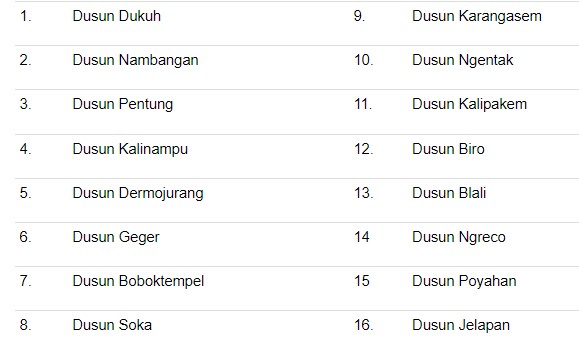 1. Dusun Dukuh 9. Dusun Karangasem
2. Dusun Nambangan 10. Dusun Ngentak
3. Dusun Pentung 11. Dusun Kalipakem
4. Dusun Kalinampu 12. Dusun Biro
5. Dusun Dermojurang 13. Dusun Blali
6. Dusun Geger 14 Dusun Ngreco
7. Dusun Boboktempel 15 Dusun Poyahan
8. Dusun Soka 16. Dusun Jelapan